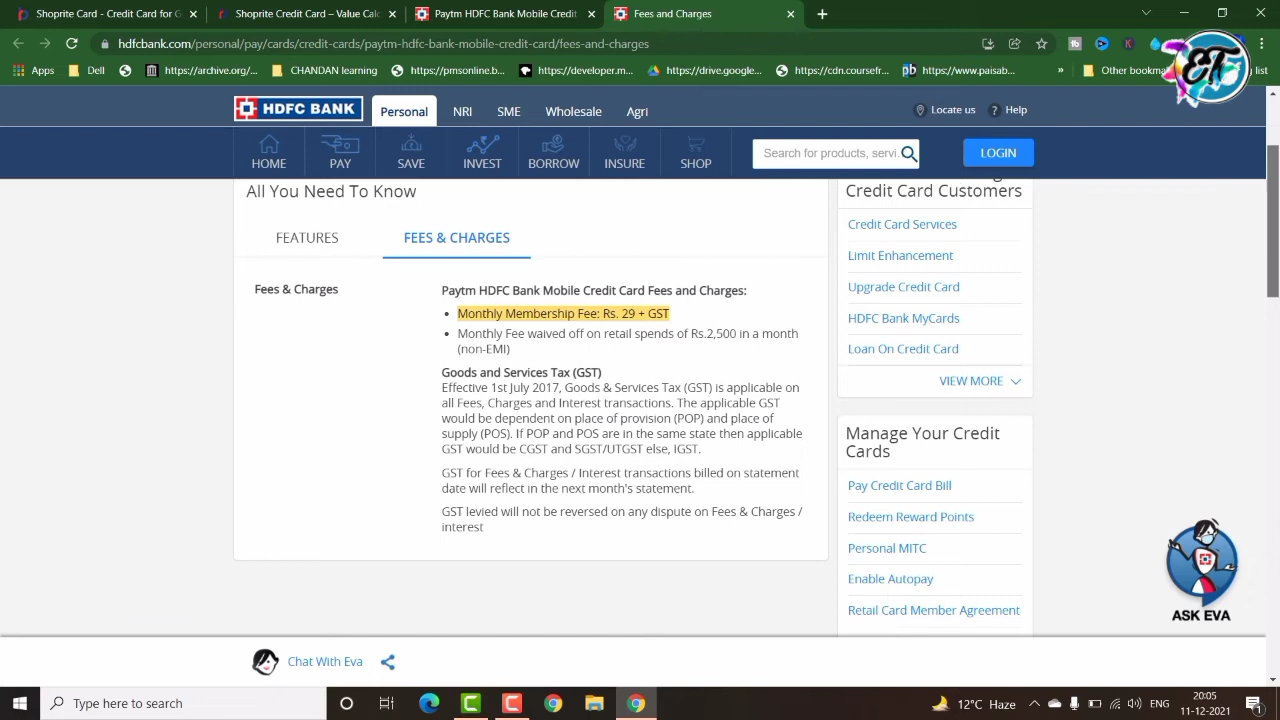 Shoprite Card - Credit card for G
Shoprite Card – Value Calc
Paytm HDFC Bank Mobile Credit
Fees and Charges
hdfcbank.com/personal/pay/cards/credit-cards/paytm-hdfc-bank-mobile-credit-card/fees-and-charges
Apps
Dell
https://archive.org/...
CHANDAN learning
https://pmsonline.b...
https://developer.m...
https://drive.google...
https://cdn.coursefr...
https://www.paisab...
»
Other bookmar
ET
HDFC BANK
Personal
NRI
SME
Wholesale
Agri
Locate us
Help
HOME
PAY
SAVE
INVEST
BORROW
INSURE
SHOP
Search for products, servi.
LOGIN
All You Need To Know
FEATURES
FEES & CHARGES
Fees & Charges
Paytm HDFC Bank Mobile Credit Card Fees and Charges:
• Monthly Membership Fee: Rs. 29 + GST
• Monthly Fee waived off on retail spends of Rs.2,500 in a month
(non-EMI)
Goods and Services Tax (GST)
Effective 1st July 2017, Goods & Services Tax (GST) is applicable on
all Fees, Charges and Interest transactions. The applicable GST
would be dependent on place of provision (POP) and place of
supply (POS). If POP and POS are in the same state then applicable
GST would be CGST and SGST/UTGST else, IGST.
GST for Fees & Charges / Interest transactions billed on statement
date will reflect in the next month's statement.
GST levied will not be reversed on any dispute on Fees & Charges /
interest
Credit Card Customers
Credit Card Services
Limit Enhancement
Upgrade Credit Card
HDFC Bank MyCards
Loan On Credit Card
VIEW MORE
Manage Your Credit
Cards
Pay Credit Card Bill
Redeem Reward Points
Personal MITC
Enable Autopay
Retail Card Member Agreement
ASK EVA
Chat With Eva
Type here to search
12°C Haze
ENG
20:05
11-12-2021